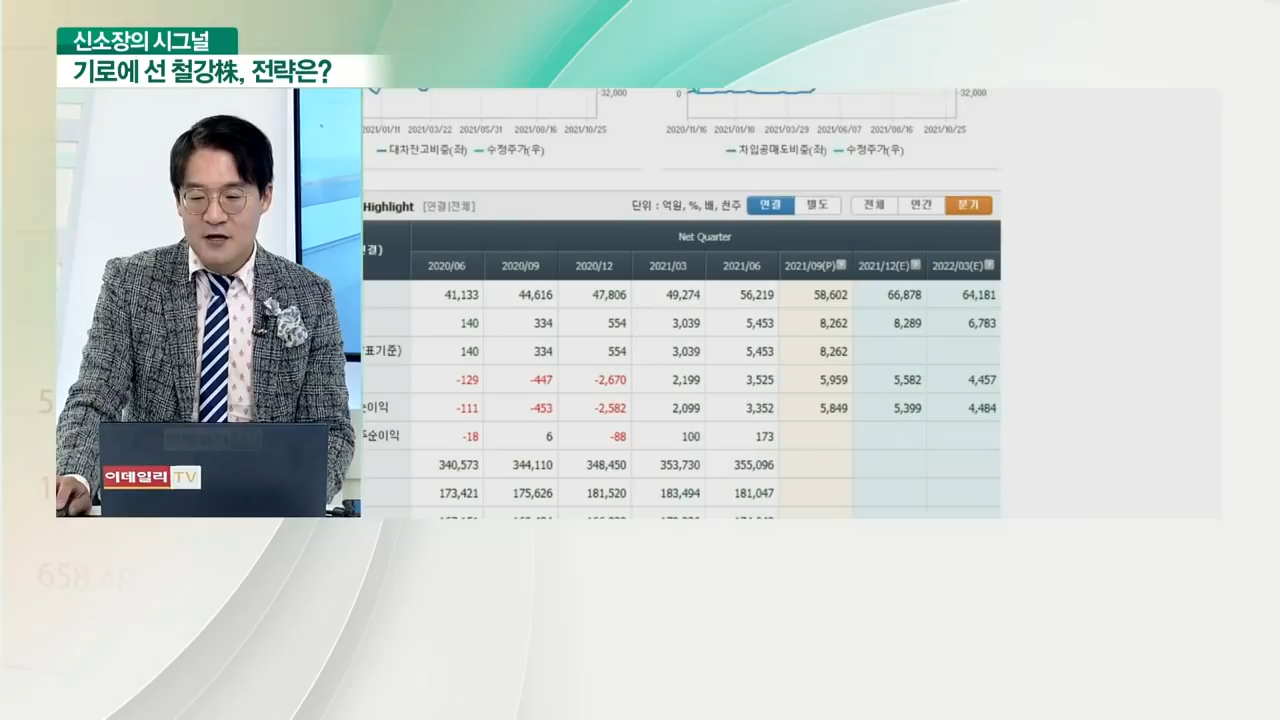 신소장의 시그널
기로에 선 철강株, 전략은?
32,000
2021/01/11 2021/03/22 2021/05/31 2021/08/16 2021/10/25
대차잔고비중(좌) 수정주가(우)
0 32,000
2020/11/16 2021/01/18 2021/03/29 2021/06/07 2021/08/16 2021/10/25
차입공매도비중(좌) 수정주가(우)
Highlight [연결|전체]
단위 : 억원, %, 배, 천주 연결 별도 전체 연간 분기
Net Quarter
2020/06 2020/09 2020/12 2021/03 2021/06 2021/09(P) 2021/12(E) 2022/03(E)
41,133 44,616 47,806 49,274 56,219 58,602 66,878 64,181
140 334 554 3,039 5,453 8,262 8,289 6,783
표기준) 140 334 554 3,039 5,453 8,262
-129 -447 -2,670 2,199 3,525 5,959 5,582 4,457
순이익 -111 -453 -2,582 2,099 3,352 5,849 5,399 4,484
주순이익 -18 6 -88 100 173
340,573 344,110 348,450 353,730 355,096
173,421 175,626 181,520 183,494 181,047
이데일리 TV